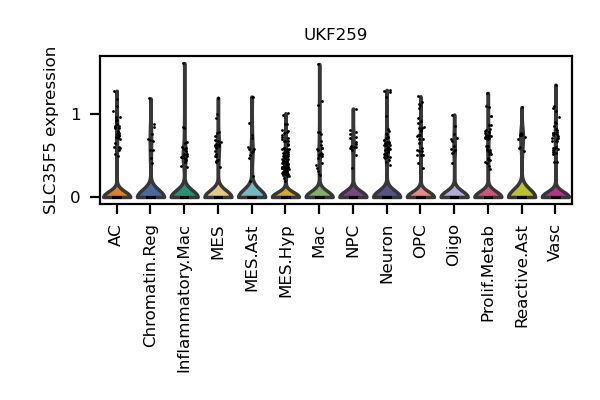 UKF259
SLC35F5 expression
1
0
AC
Chromatin.Reg
Inflammatory.Mac
MES
MES.Ast
MES.Hyp
Mac
NPC
Neuron
OPC
Oligo
Prolif.Metab
Reactive.Ast
Vasc